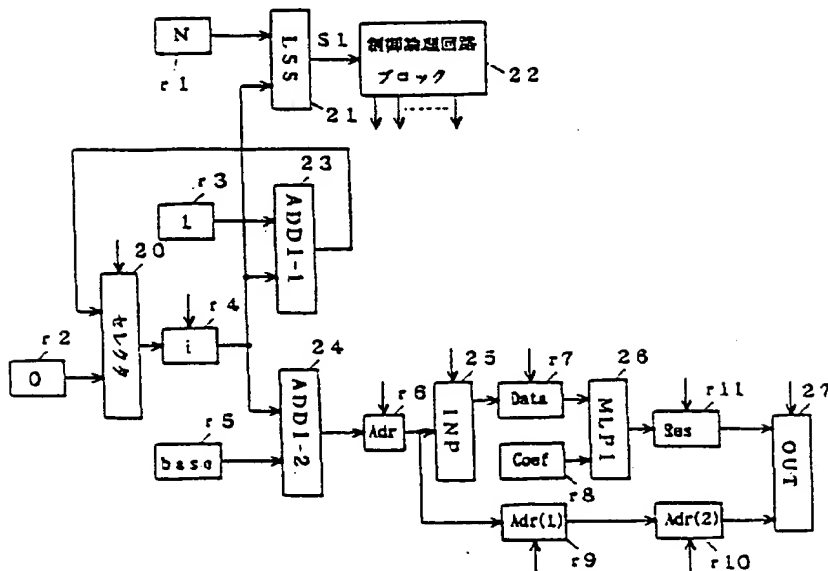 N
r1
LSS
21
S1
制御論理回路
ブロック
22
r3
1
23
ADDI-1
20
セレクタ
r2
0
r4
i
24
ADDI-2
r5
base
r6
Adr
25
INP
r7
Data
26
MLPI
Coef
r8
r11
Res
27
OUT
Adr(1)
r9
Adr(2)
r10